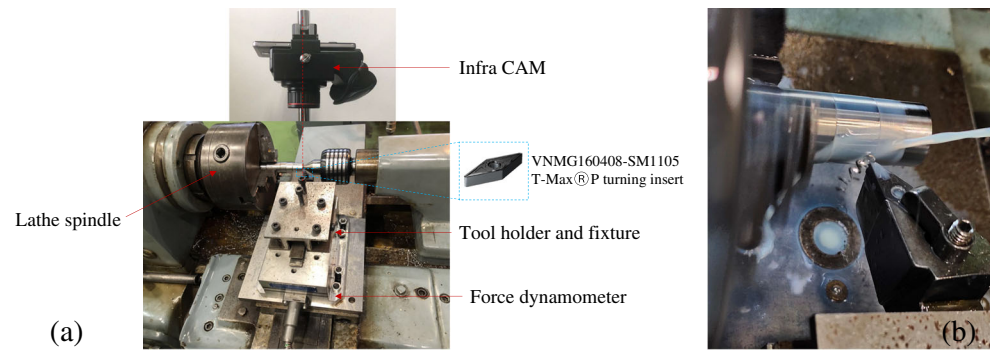 Infra CAM
VNMG160408-SM1105
T-Max®P turning insert
Lathe spindle
Tool holder and fixture
Force dynamometer
(a)
(b)